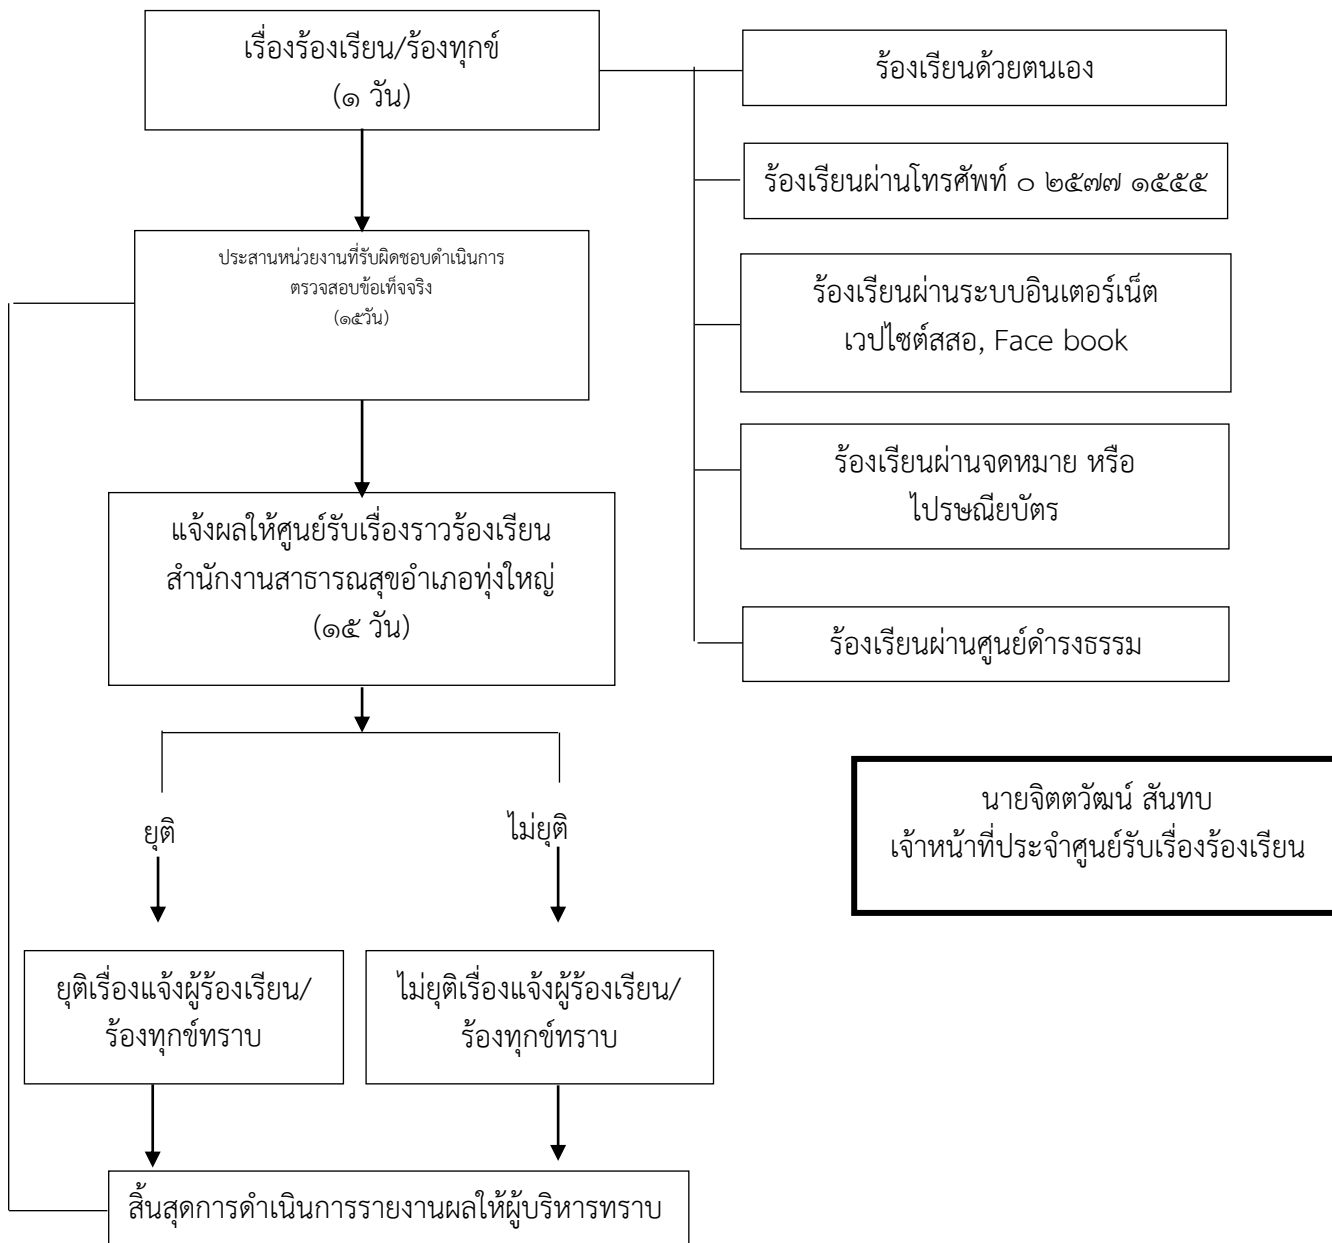 เรื่องร้องเรียน/ร้องทุกข์
(๑ วัน)
ร้องเรียนด้วยตนเอง
ร้องเรียนผ่านโทรศัพท์ ๐ ๒๕๗๗ ๑๕๕๕
ประสานหน่วยงานที่รับผิดชอบดำเนินการ
ตรวจสอบข้อเท็จจริง
(๑๕วัน)
ร้องเรียนผ่านระบบอินเตอร์เน็ต
เวปไซต์สสอ, Face book
ร้องเรียนผ่านจดหมาย หรือ
ไปรษณียบัตร
แจ้งผลให้ศูนย์รับเรื่องราวร้องเรียน
สำนักงานสาธารณสุขอำเภอทุ่งใหญ่
(๑๕ วัน)
ร้องเรียนผ่านศูนย์ดำรงธรรม
ยุติ
ไม่ยุติ
นายจิตตวัฒน์ สันทบ
เจ้าหน้าที่ประจำศูนย์รับเรื่องร้องเรียน
ยุติเรื่องแจ้งผู้ร้องเรียน/
ร้องทุกข์ทราบ
ไม่ยุติเรื่องแจ้งผู้ร้องเรียน/
ร้องทุกข์ทราบ
สิ้นสุดการดำเนินการรายงานผลให้ผู้บริหารทราบ